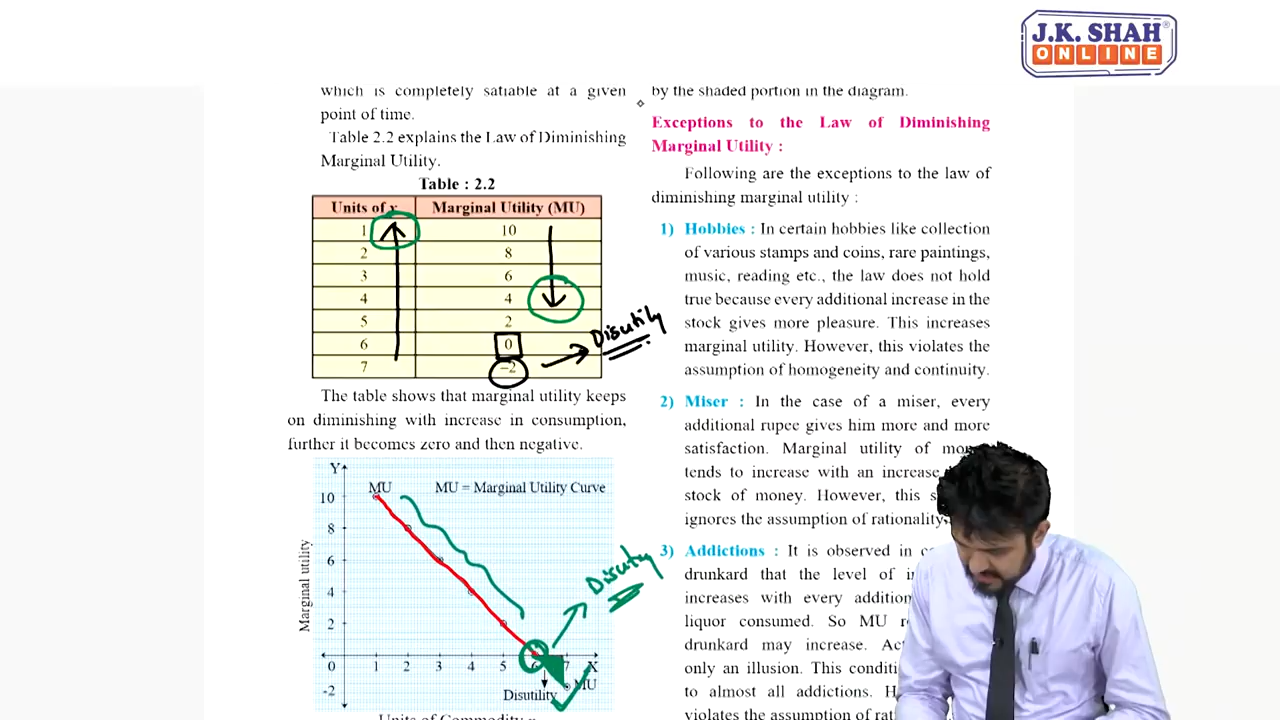 J.K. SHAH®
ONLINE
which is completely satiable at a given
point of time.
Table 2.2 explains the Law of Diminishing
Marginal Utility.
Table : 2.2
Units of x Marginal Utility (MU)
1 10
2 8
3 6
4 4
5 2
6 0
7 -2
Disutility
The table shows that marginal utility keeps
on diminishing with increase in consumption,
further it becomes zero and then negative.
Y
MU MU = Marginal Utility Curve
10
8
6
4
2
0 1 2 3 4 5 6 7 X
-2
Marginal utility
Disuty
Disutility
MU
Units of Commodity x
by the shaded portion in the diagram.
Exceptions to the Law of Diminishing
Marginal Utility :
Following are the exceptions to the law of
diminishing marginal utility :
1) Hobbies : In certain hobbies like collection
of various stamps and coins, rare paintings,
music, reading etc., the law does not hold
true because every additional increase in the
stock gives more pleasure. This increases
marginal utility. However, this violates the
assumption of homogeneity and continuity.
2) Miser : In the case of a miser, every
additional rupee gives him more and more
satisfaction. Marginal utility of
tends to increase with an increase
stock of money. However, this
ignores the assumption of rationality.
3) Addictions : It is observed in
drunkard that the level of
increases with every
liquor consumed. So MU
drunkard may increase.
only an illusion. This
to almost all addictions.
violates the assumption of